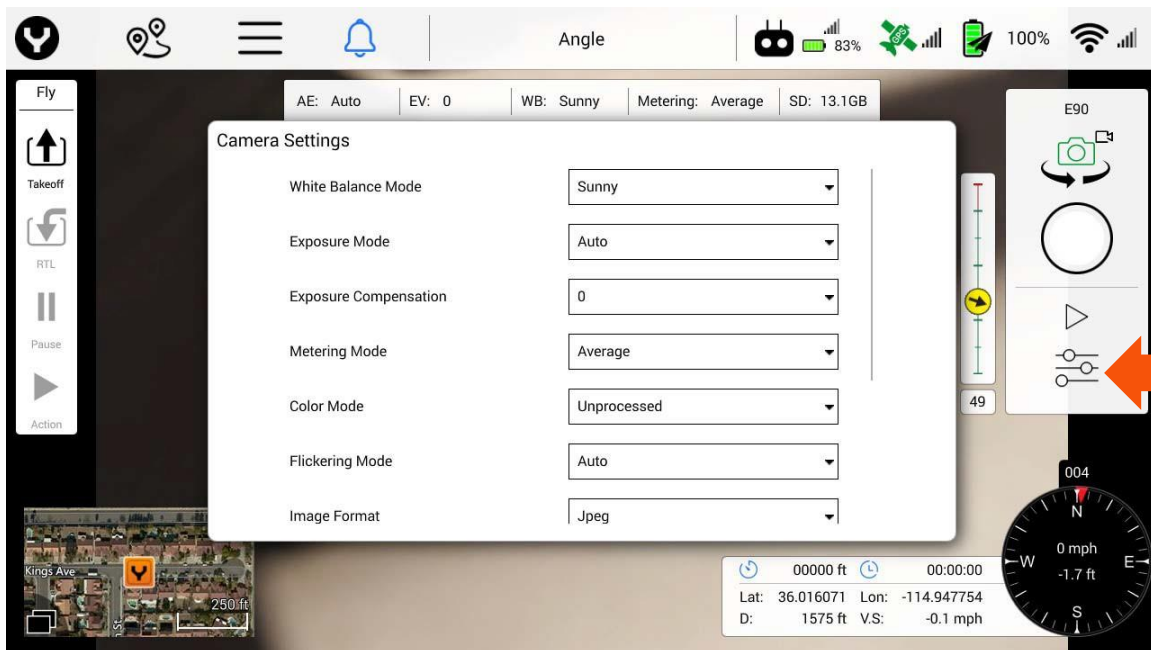 Angle
83%
GPS
100%
Fly
AE: Auto EV: 0 WB: Sunny Metering: Average SD: 13.1GB
E90
Camera Settings
Takeoff
White Balance Mode Sunny
RTL
Exposure Mode Auto
Exposure Compensation 0
Pause
Metering Mode Average
Color Mode Unprocessed
49
Action
Flickering Mode Auto
004
Image Format Jpeg
N
W E
S
0 mph
-1.7 ft
Kings Ave
250 ft
00000 ft 00:00:00
Lat: 36.016071 Lon: -114.947754
D: 1575 ft V.S: -0.1 mph